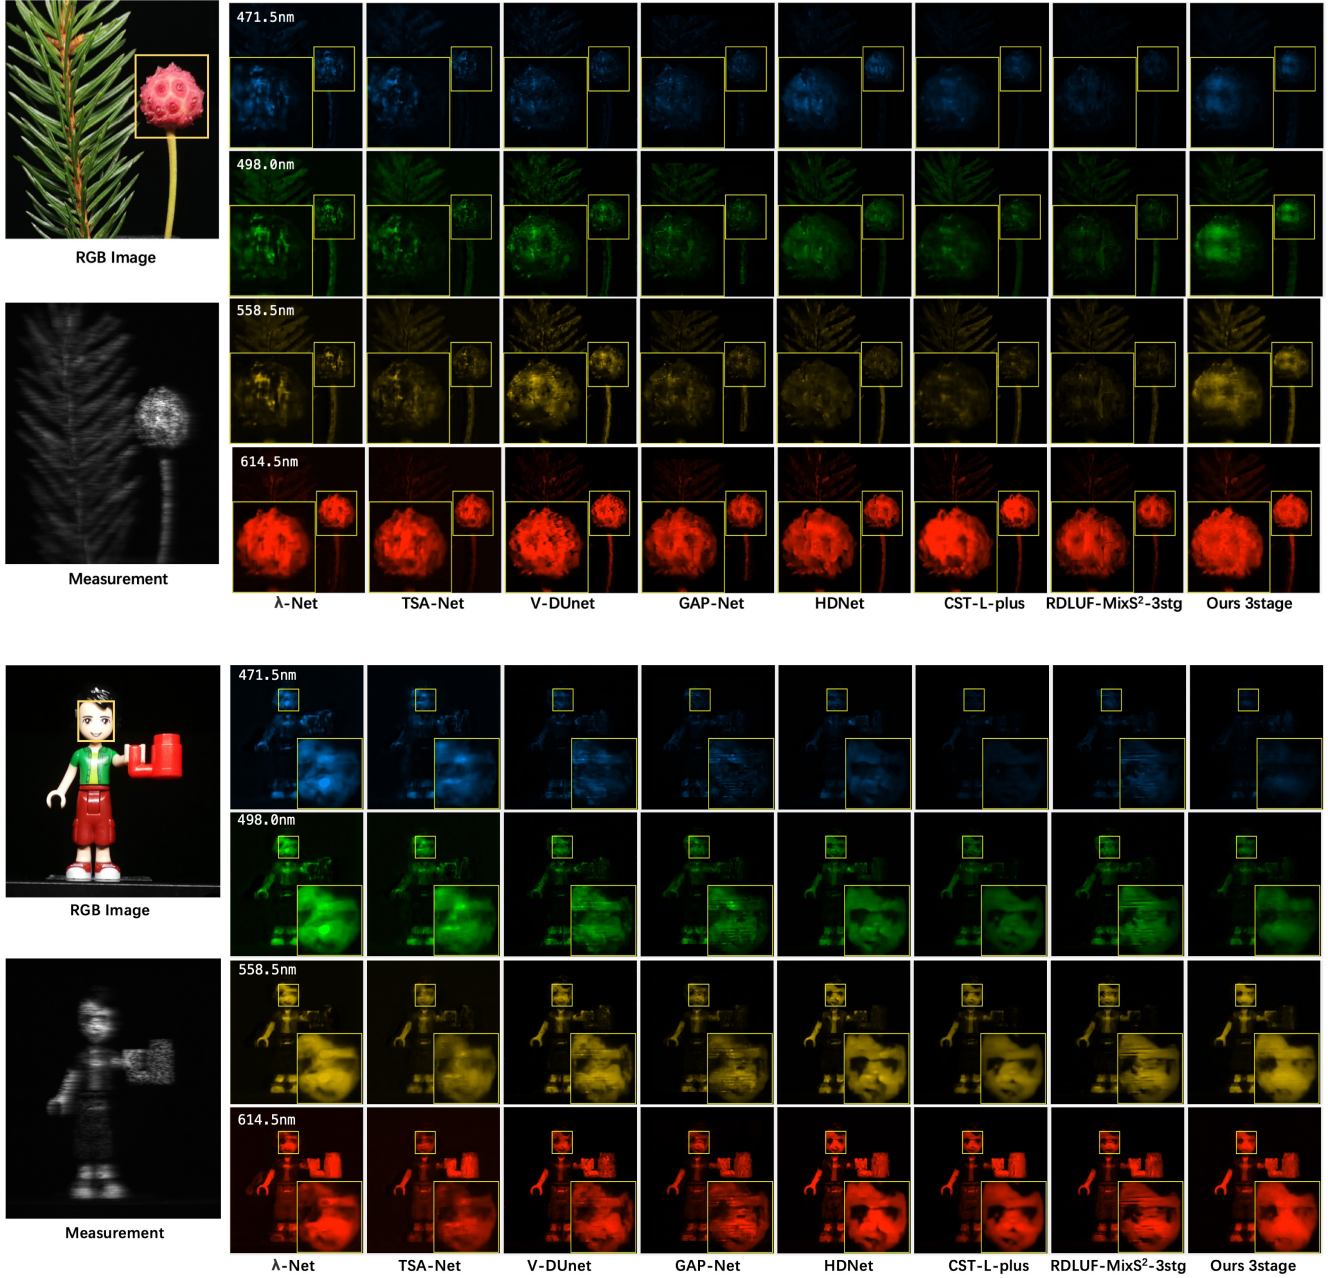 471.5nm
498.0nm
RGB Image
558.5nm
614.5nm
Measurement
λ-Net TSA-Net V-DUnet GAP-Net HDNet CST-L-plus RDLUF-MixS²-3stg Ours 3stage
471.5nm
498.0nm
RGB Image
558.5nm
614.5nm
Measurement
λ-Net TSA-Net V-DUnet GAP-Net HDNet CST-L-plus RDLUF-MixS²-3stg Ours 3stage